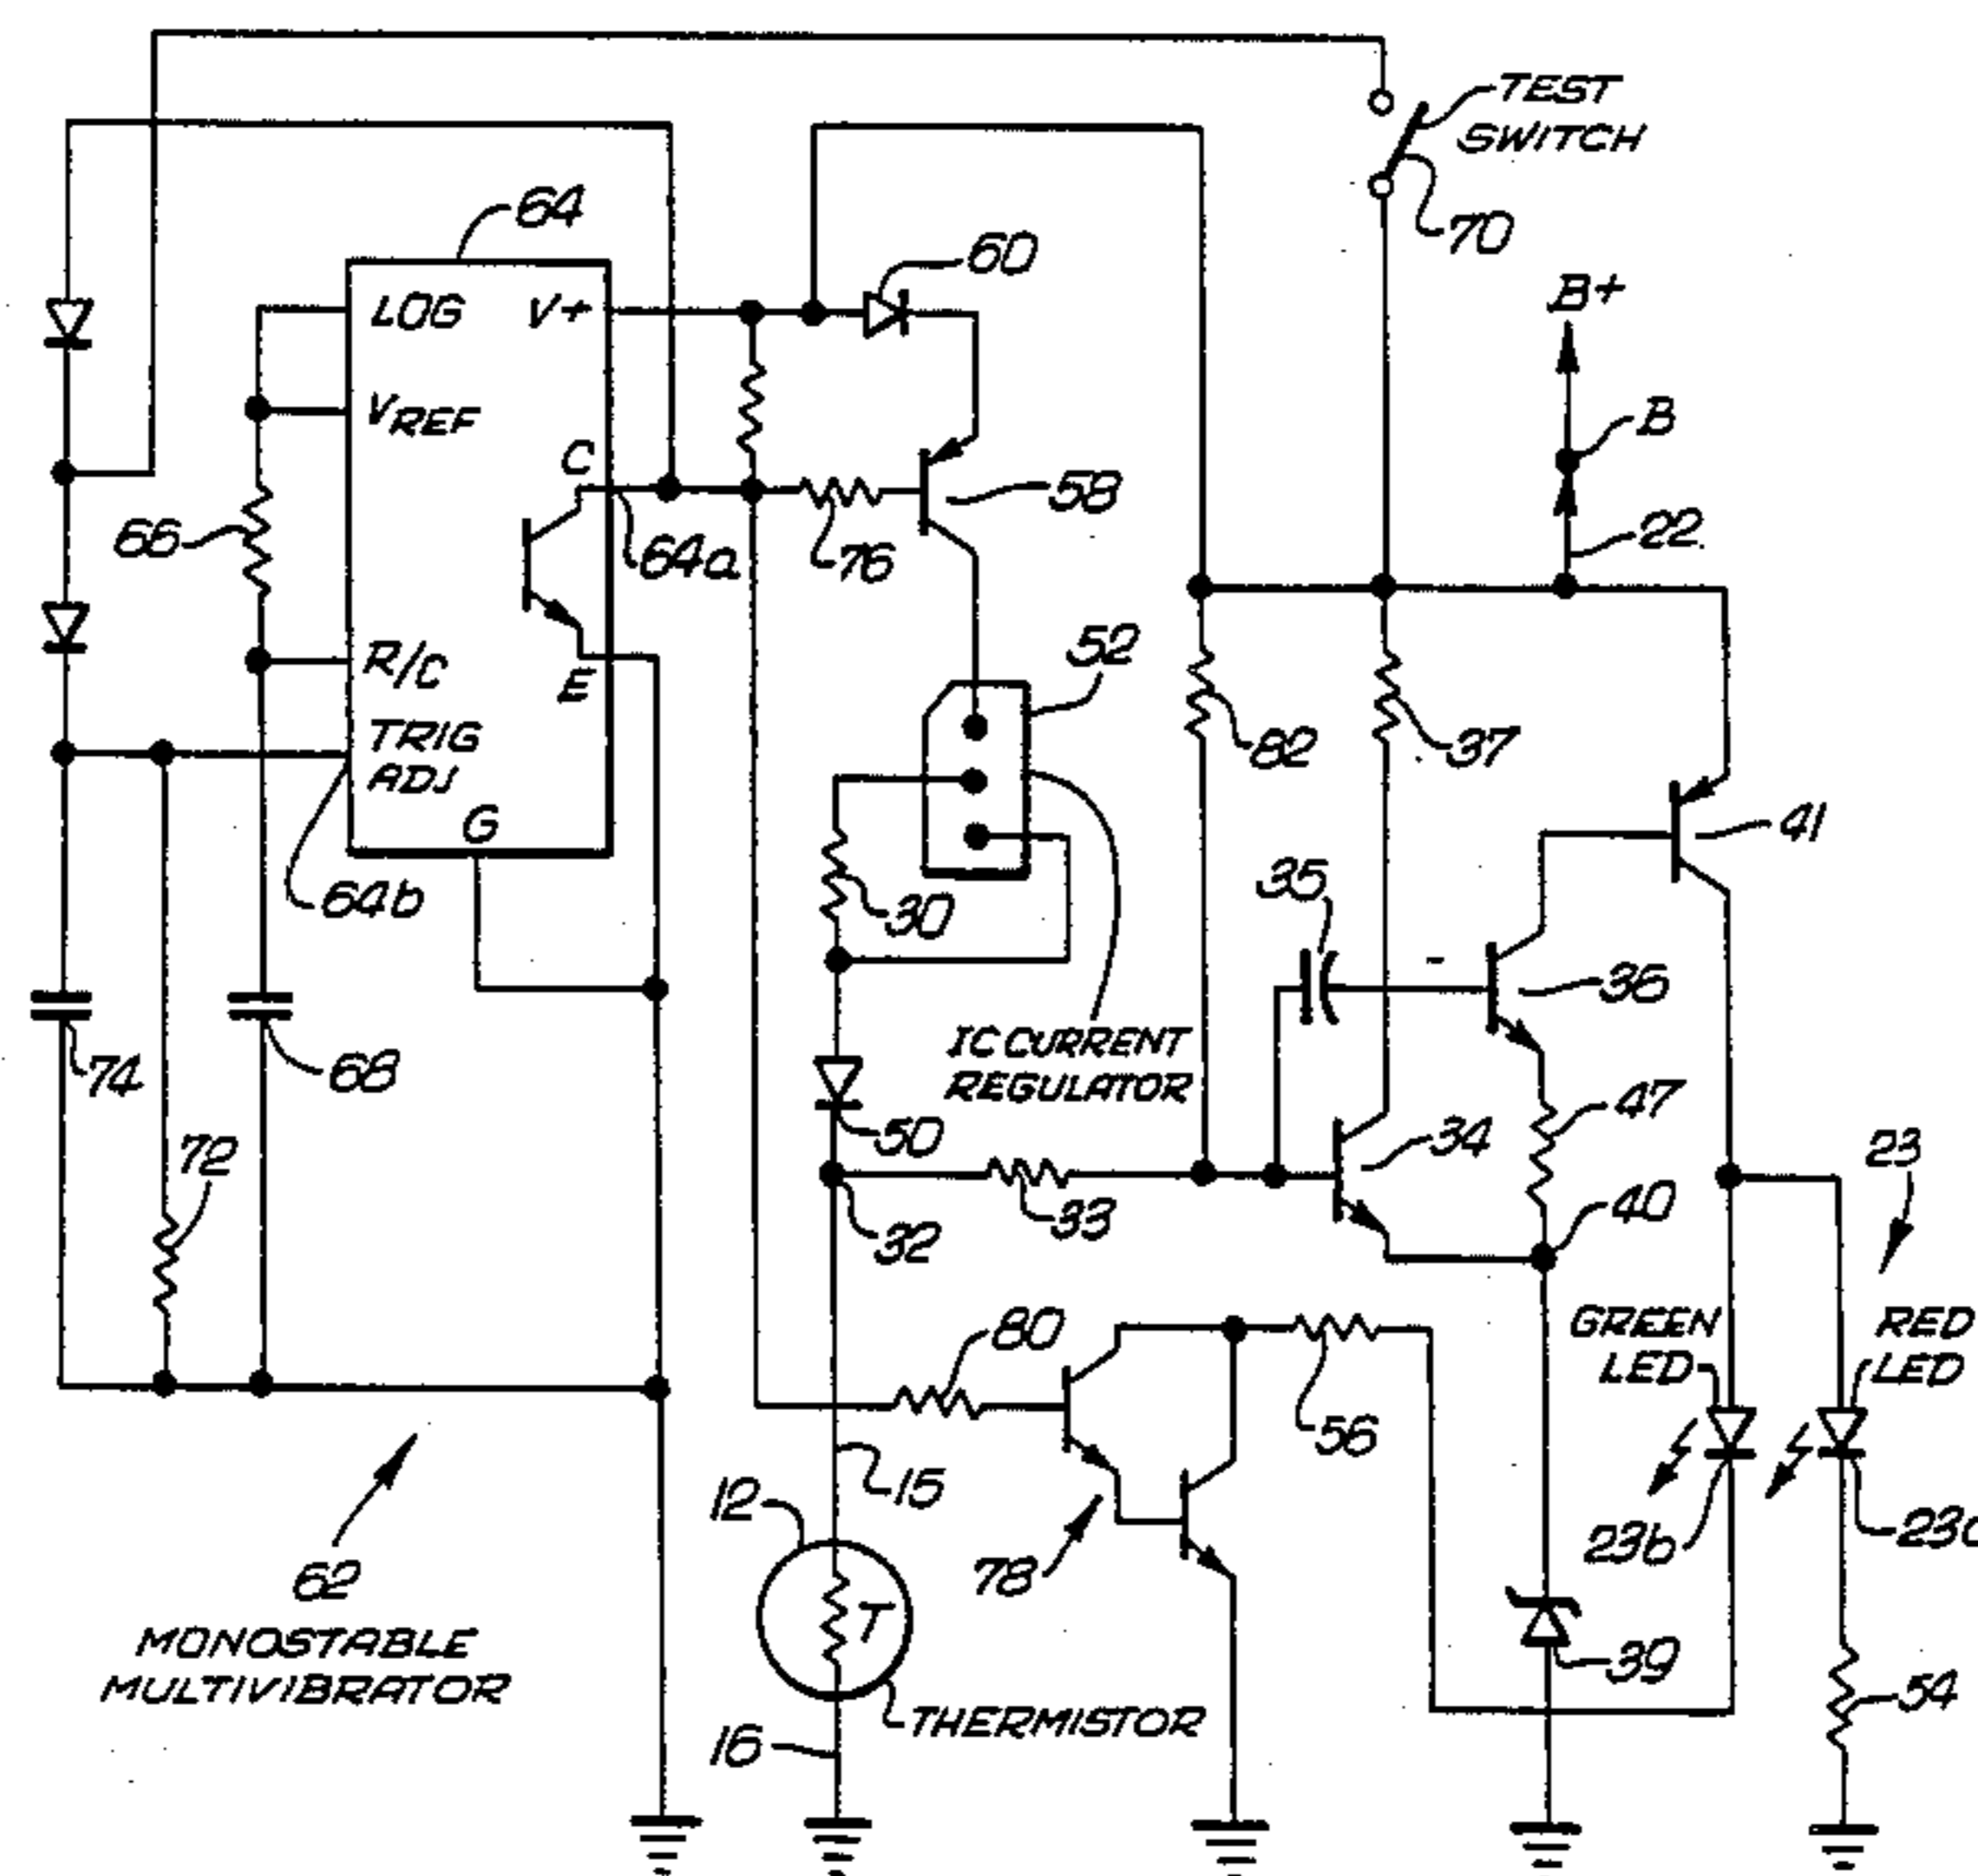 TEST
SWITCH
70
64
60
B+
LOG
V+
VREF
C
B
58
66
64a
76
22
R/C
E
52
TRIG
ADJ
82
37
G
41
64b
30
35
36
IC CURRENT
REGULATOR
74
68
50
47
72
34
23
33
40
32
80
GREEN
LED
RED
LED
56
12
15
78
23b
62
T
39
MONOSTABLE
MULTIVIBRATOR
54
THERMISTOR
16